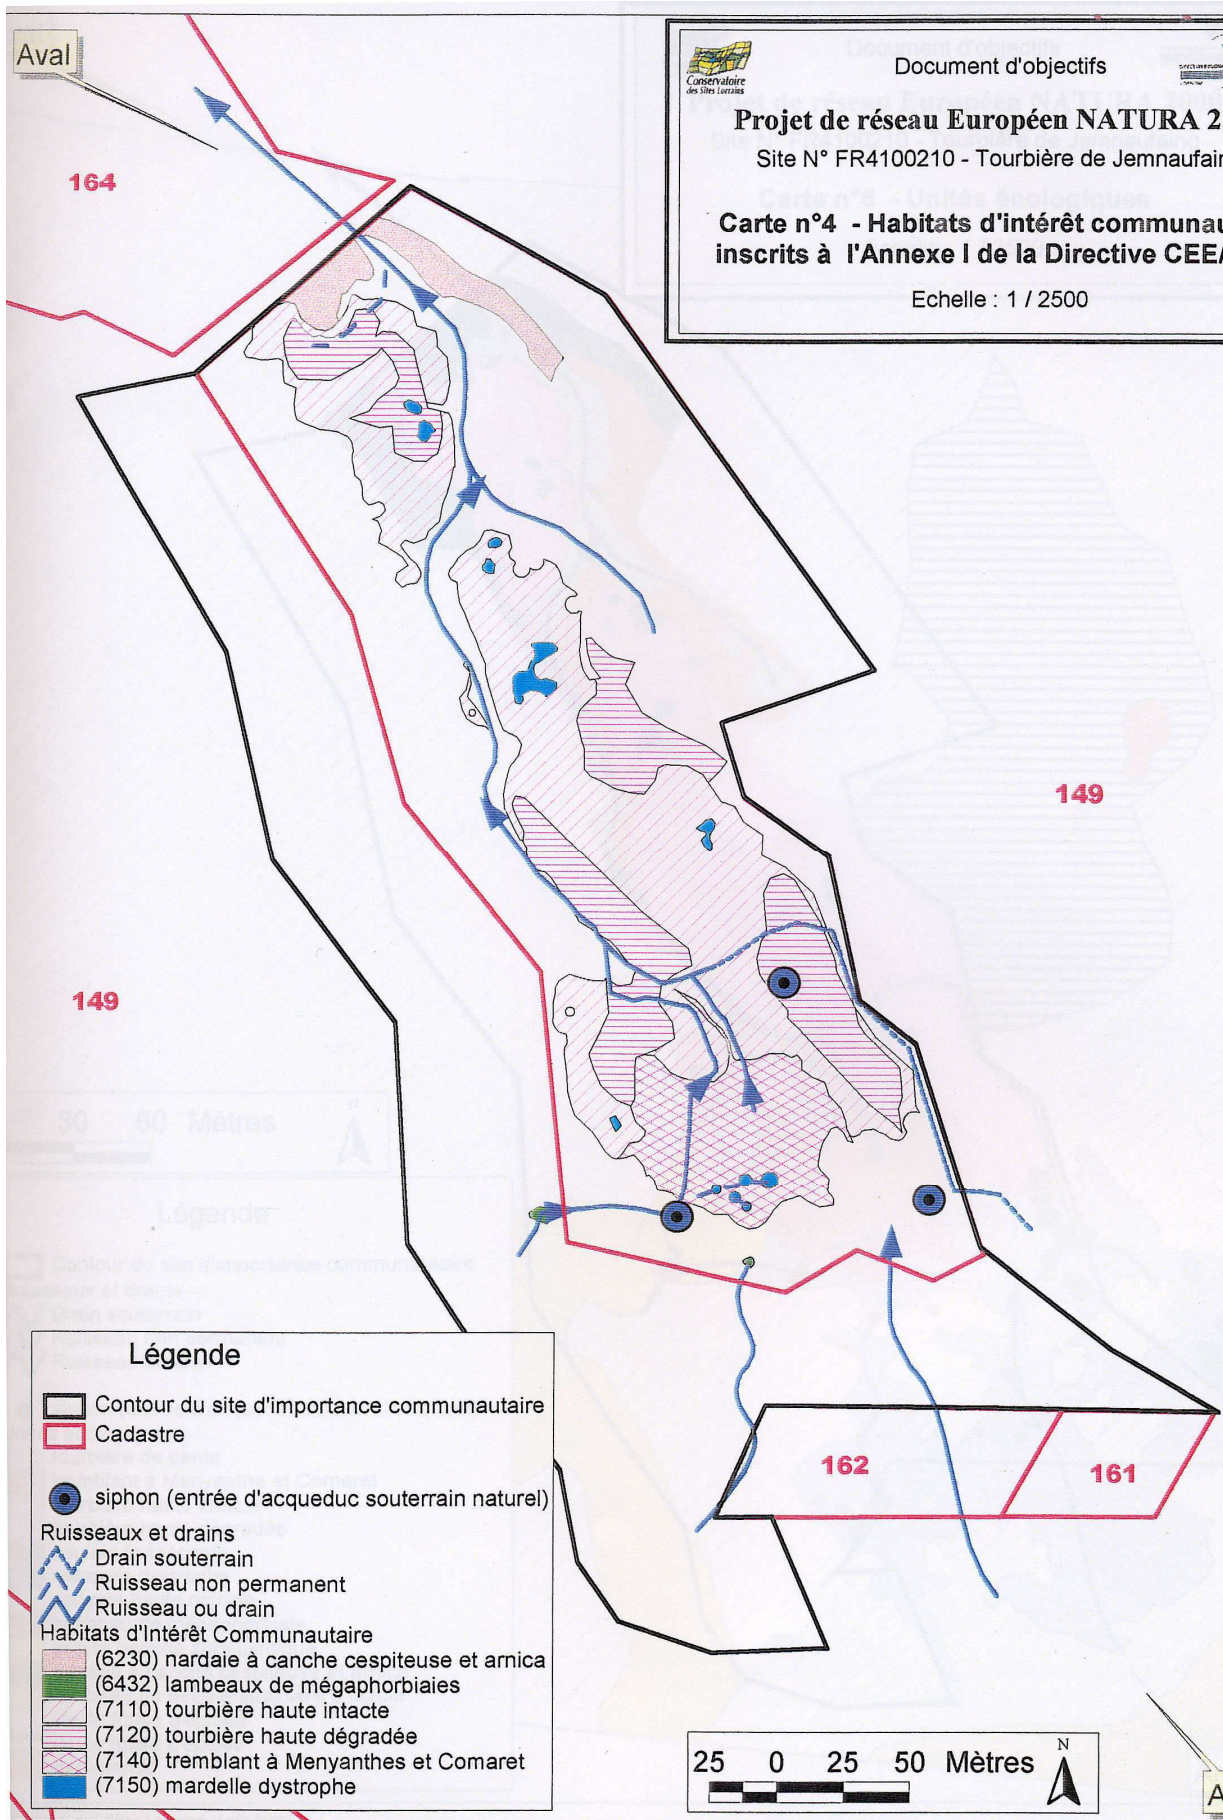 Aval
Conservatoire
des Sites Lorrains
Document d'objectifs
Projet de réseau Européen NATURA 2
Site N° FR4100210 - Tourbière de Jemnaufain
Carte n°4 - Habitats d'intérêt communau
inscrits à l'Annexe I de la Directive CEE/
Echelle : 1 / 2500
164
149
149
162
161
Légende
Contour du site d'importance communautaire
Cadastre
siphon (entrée d'acqueduc souterrain naturel)
Ruisseaux et drains
Drain souterrain
Ruisseau non permanent
Ruisseau ou drain
Habitats d'Intérêt Communautaire
(6230) nardaie à canche cespiteuse et arnica
(6432) lambeaux de mégaphorbiaies
(7110) tourbière haute intacte
(7120) tourbière haute dégradée
(7140) tremblant à Menyanthes et Comaret
(7150) mardelle dystrophe
25 0 25 50 Mètres
N
A